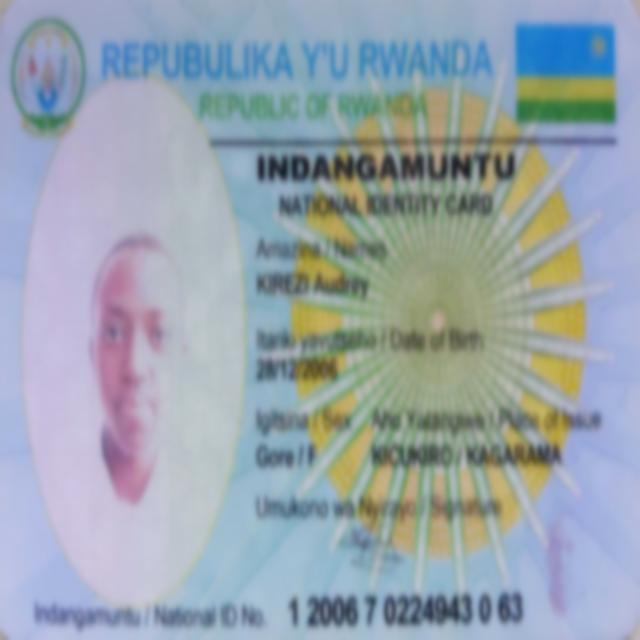 REPUBULIKA Y'U RWANDA
REPUBLIC OF RWANDA
INDANGAMUNTU
NATIONAL IDENTITY CARD
Amazina / Names
KIREZI Audrey
Itariki yavutseho / Date of Birth
28/12/2006
Igitsina / Sex Aho Yatangiwe / Place of Issue
Gore / F KICUKIRO / KAGARAMA
Umukono wa Nyirayo / Signature
Indangamuntu / National ID No. 1 2006 7 0224943 0 63